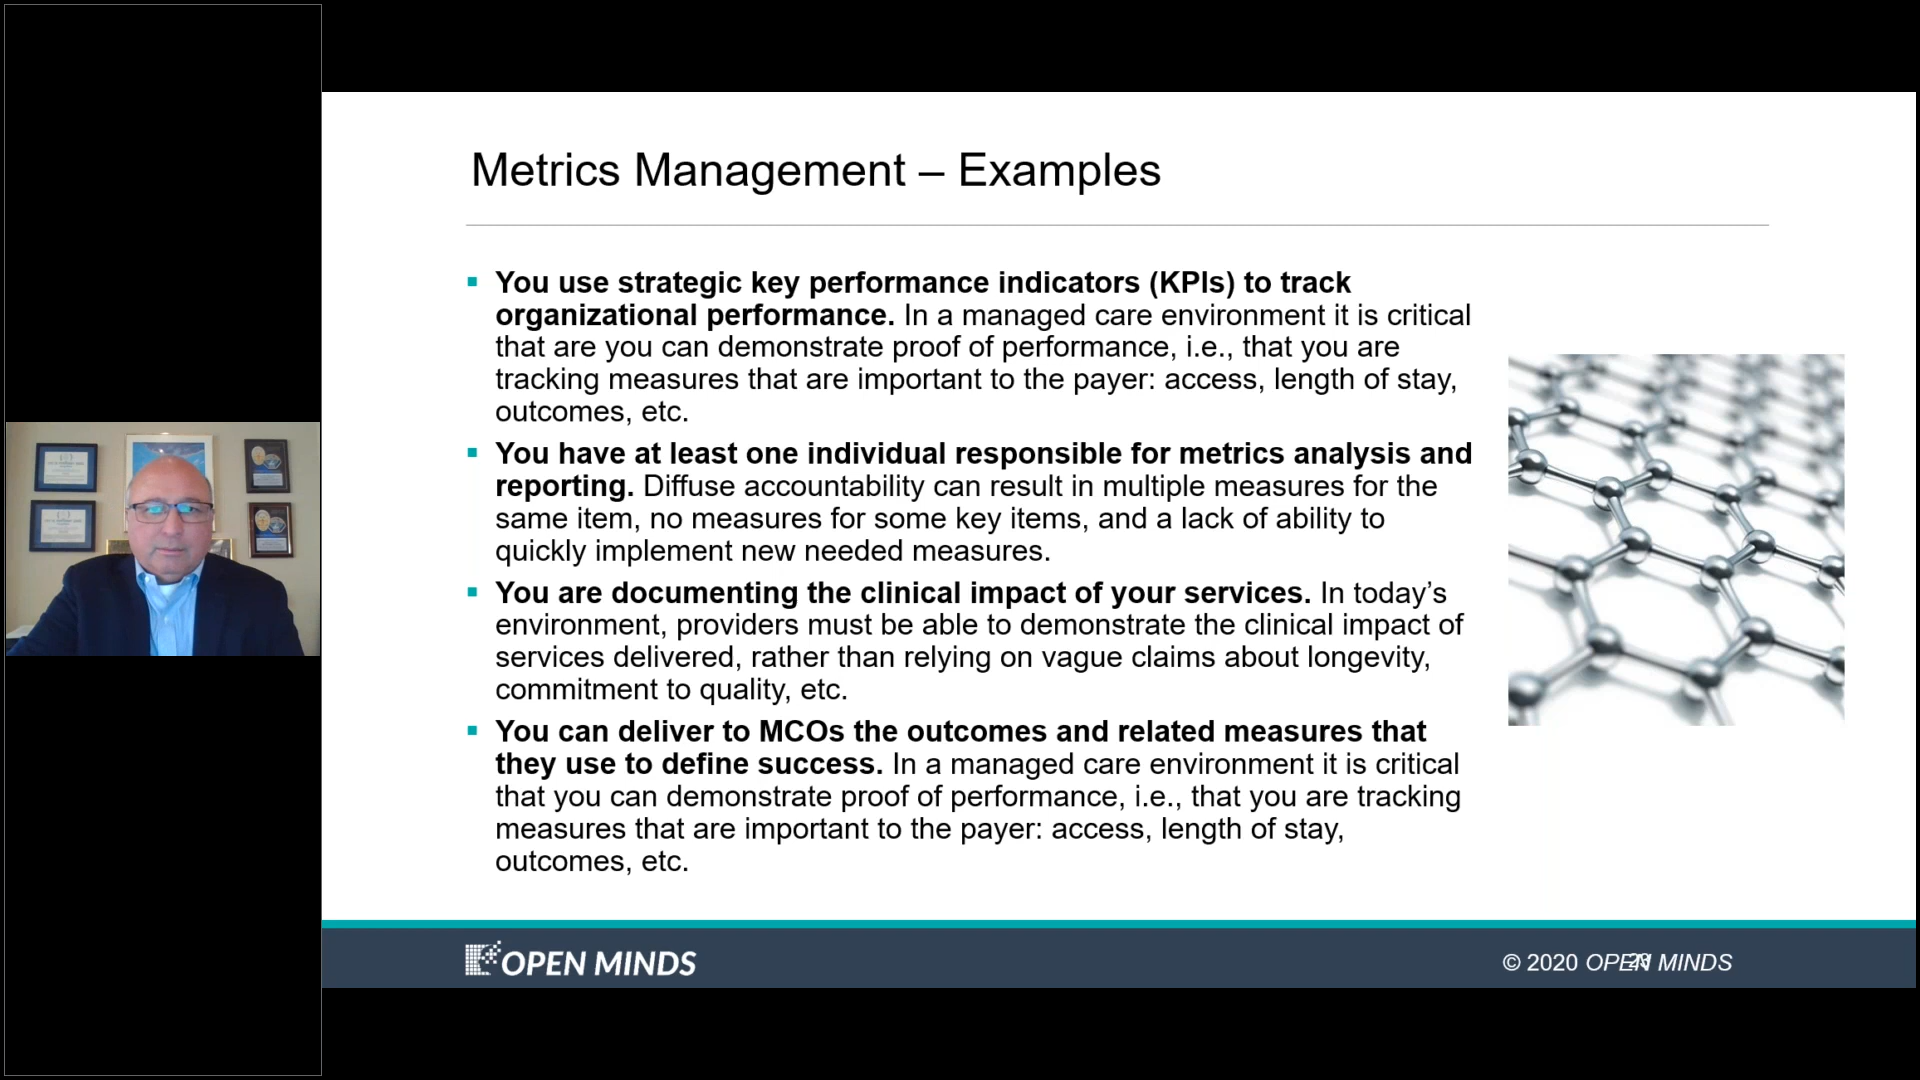 Metrics Management – Examples
You use strategic key performance indicators (KPIs) to track
organizational performance. In a managed care environment it is critical
that are you can demonstrate proof of performance, i.e., that you are
tracking measures that are important to the payer: access, length of stay,
outcomes, etc.
You have at least one individual responsible for metrics analysis and
reporting. Diffuse accountability can result in multiple measures for the
same item, no measures for some key items, and a lack of ability to
quickly implement new needed measures.
You are documenting the clinical impact of your services. In today’s
environment, providers must be able to demonstrate the clinical impact of
services delivered, rather than relying on vague claims about longevity,
commitment to quality, etc.
You can deliver to MCOs the outcomes and related measures that
they use to define success. In a managed care environment it is critical
that you can demonstrate proof of performance, i.e., that you are tracking
measures that are important to the payer: access, length of stay,
outcomes, etc.
OPEN MINDS
© 2020 OPEN MINDS